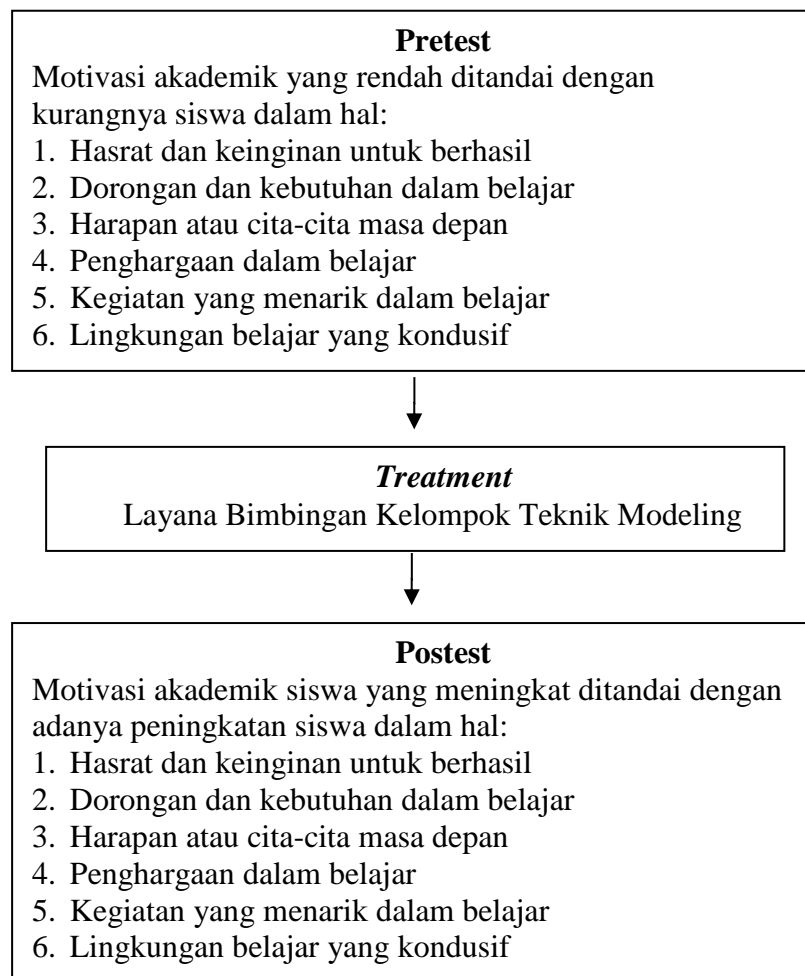 Pretest
Motivasi akademik yang rendah ditandai dengan
kurangnya siswa dalam hal:
1. Hasrat dan keinginan untuk berhasil
2. Dorongan dan kebutuhan dalam belajar
3. Harapan atau cita-cita masa depan
4. Penghargaan dalam belajar
5. Kegiatan yang menarik dalam belajar
6. Lingkungan belajar yang kondusif
Treatment
Layana Bimbingan Kelompok Teknik Modeling
Postest
Motivasi akademik siswa yang meningkat ditandai dengan
adanya peningkatan siswa dalam hal:
1. Hasrat dan keinginan untuk berhasil
2. Dorongan dan kebutuhan dalam belajar
3. Harapan atau cita-cita masa depan
4. Penghargaan dalam belajar
5. Kegiatan yang menarik dalam belajar
6. Lingkungan belajar yang kondusif